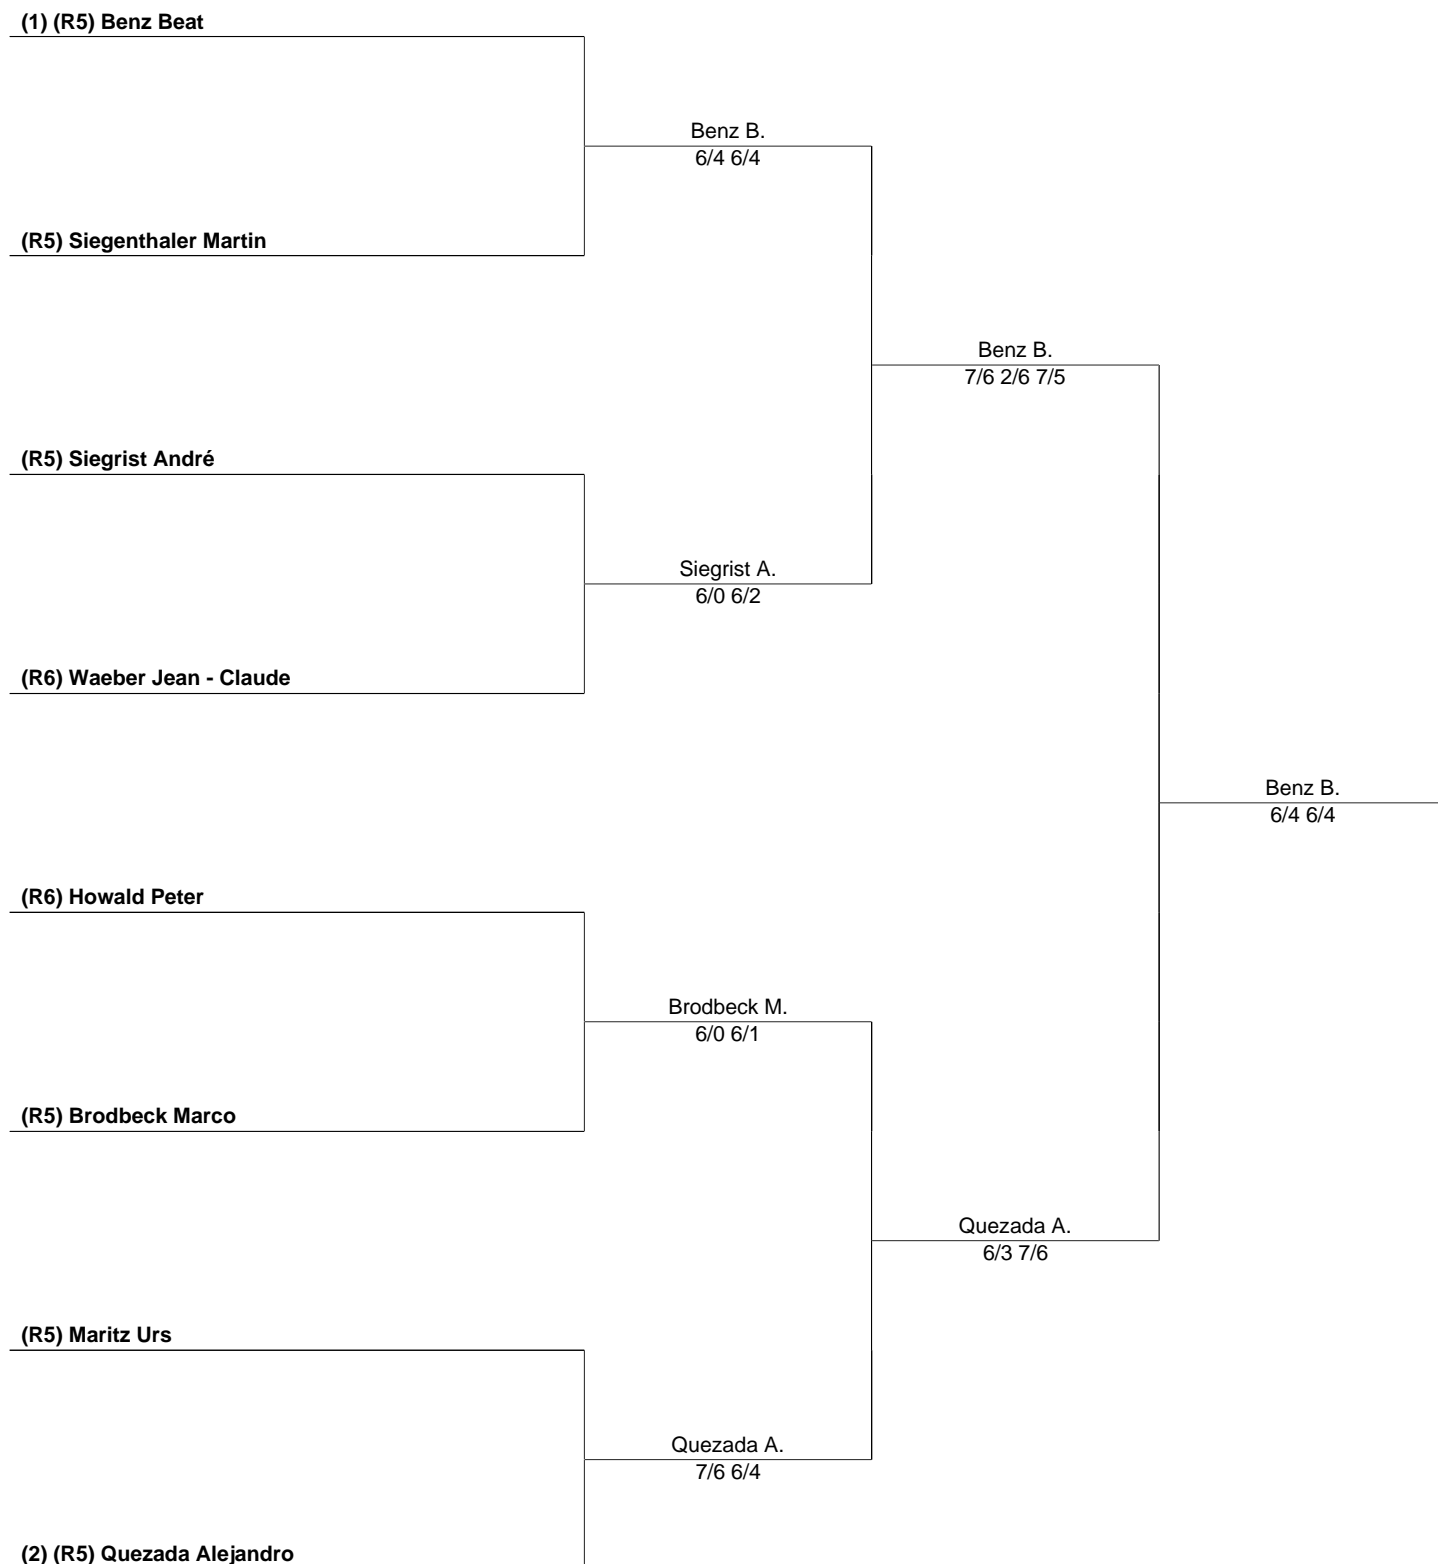 (1) (R5) Benz Beat
Benz B.
6/4 6/4
(R5) Siegenthaler Martin
Benz B.
7/6 2/6 7/5
(R5) Siegrist André
Siegrist A.
6/0 6/2
(R6) Waeber Jean - Claude
Benz B.
6/4 6/4
(R6) Howald Peter
Brodbeck M.
6/0 6/1
(R5) Brodbeck Marco
Quezada A.
6/3 7/6
(R5) Maritz Urs
Quezada A.
7/6 6/4
(2) (R5) Quezada Alejandro